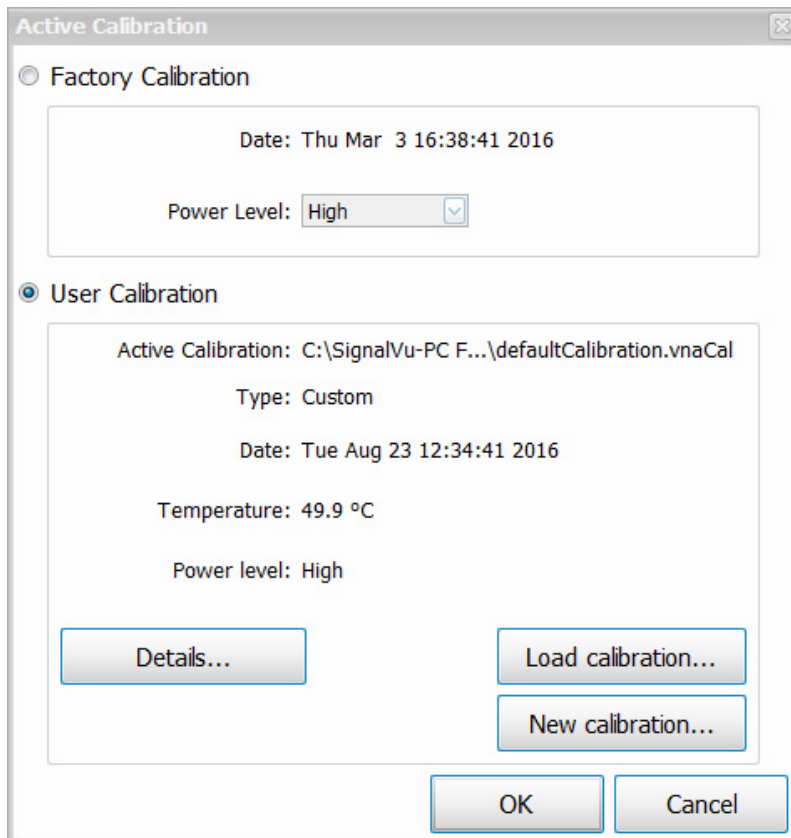 Active Calibration
Factory Calibration
Date: Thu Mar 3 16:38:41 2016
Power Level: High
User Calibration
Active Calibration: C:\SignalVu-PC F...\defaultCalibration.vnaCal
Type: Custom
Date: Tue Aug 23 12:34:41 2016
Temperature: 49.9 ºC
Power level: High
Details... Load calibration...
New calibration...
OK Cancel